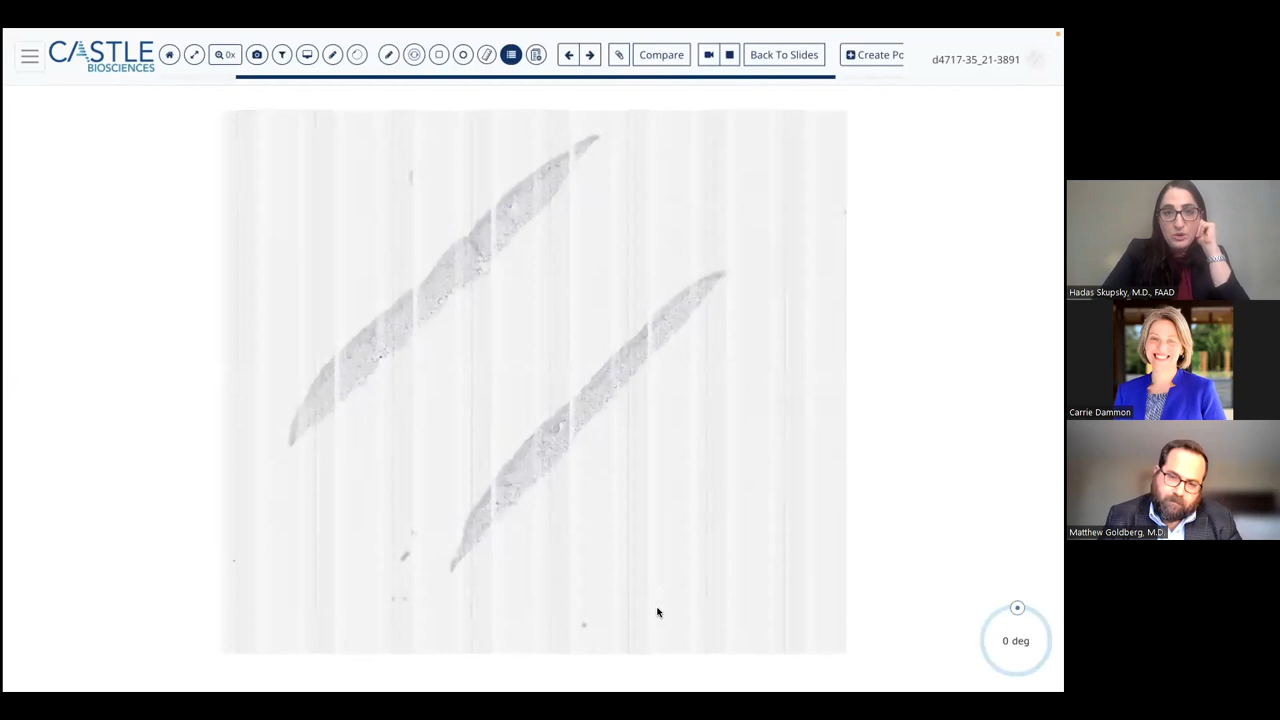 CASTLE
BIOSCIENCES
0x
Compare
Back To Slides
Create Po
d4717-35_21-3891
Hadas Skupsky, M.D., FAAD
Carrie Dammon
Matthew Goldberg, M.D.
0 deg